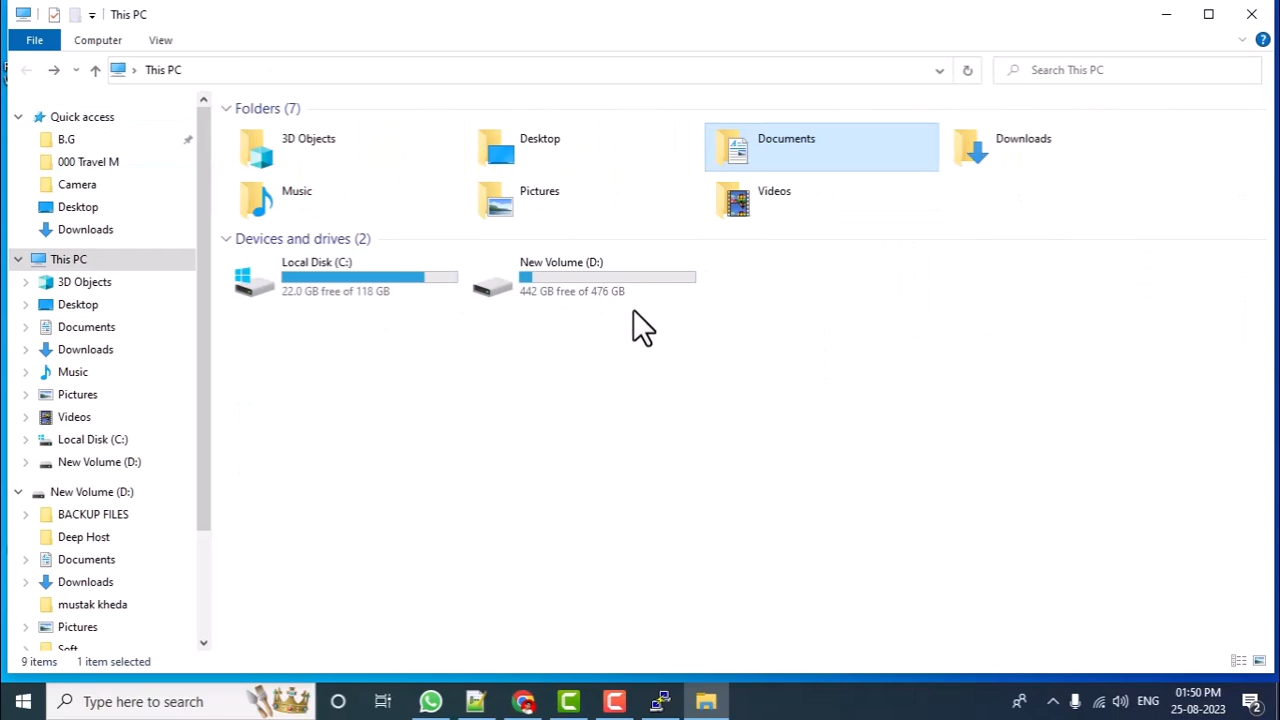 This PC
File Computer View
This PC
Search This PC
Quick access
B.G
000 Travel M
Camera
Desktop
Downloads
This PC
3D Objects
Desktop
Documents
Downloads
Music
Pictures
Videos
Local Disk (C:)
New Volume (D:)
New Volume (D:)
BACKUP FILES
Deep Host
Documents
Downloads
mustak kheda
Pictures
Soft
Folders (7)
3D Objects
Desktop
Documents
Downloads
Music
Pictures
Videos
Devices and drives (2)
Local Disk (C:)
22.0 GB free of 118 GB
New Volume (D:)
442 GB free of 476 GB
9 items 1 item selected
Type here to search
ENG
01:50 PM
25-08-2023
2